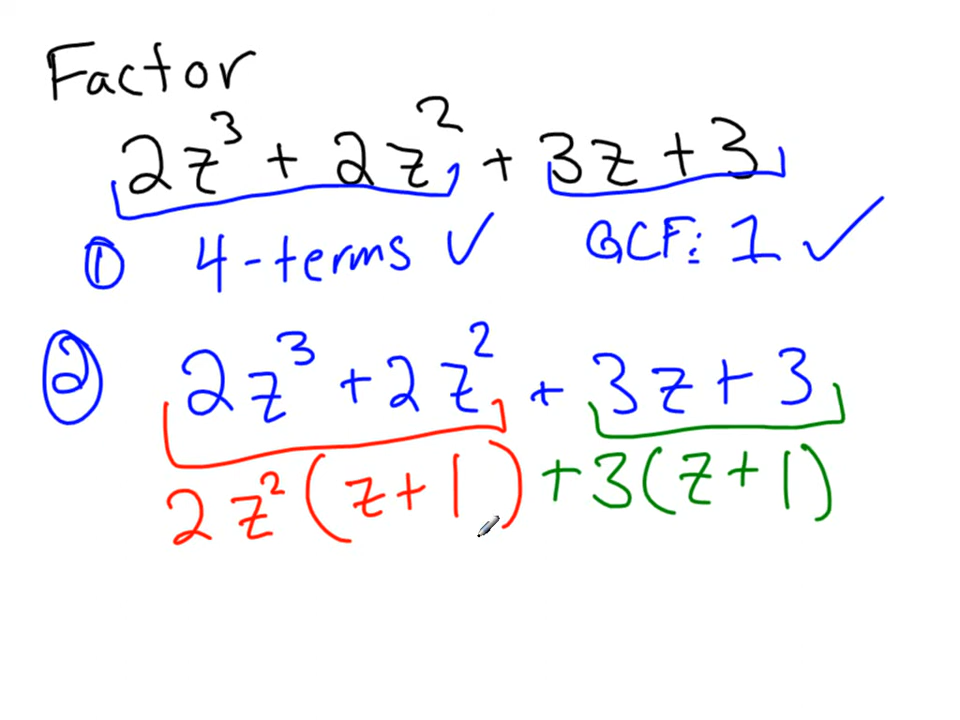 Factor
2z³ + 2z² + 3z + 3
① 4-terms ✓ GCF: 1 ✓
② 2z³ + 2z² + 3z + 3
2z² (z+1) + 3(z+1)